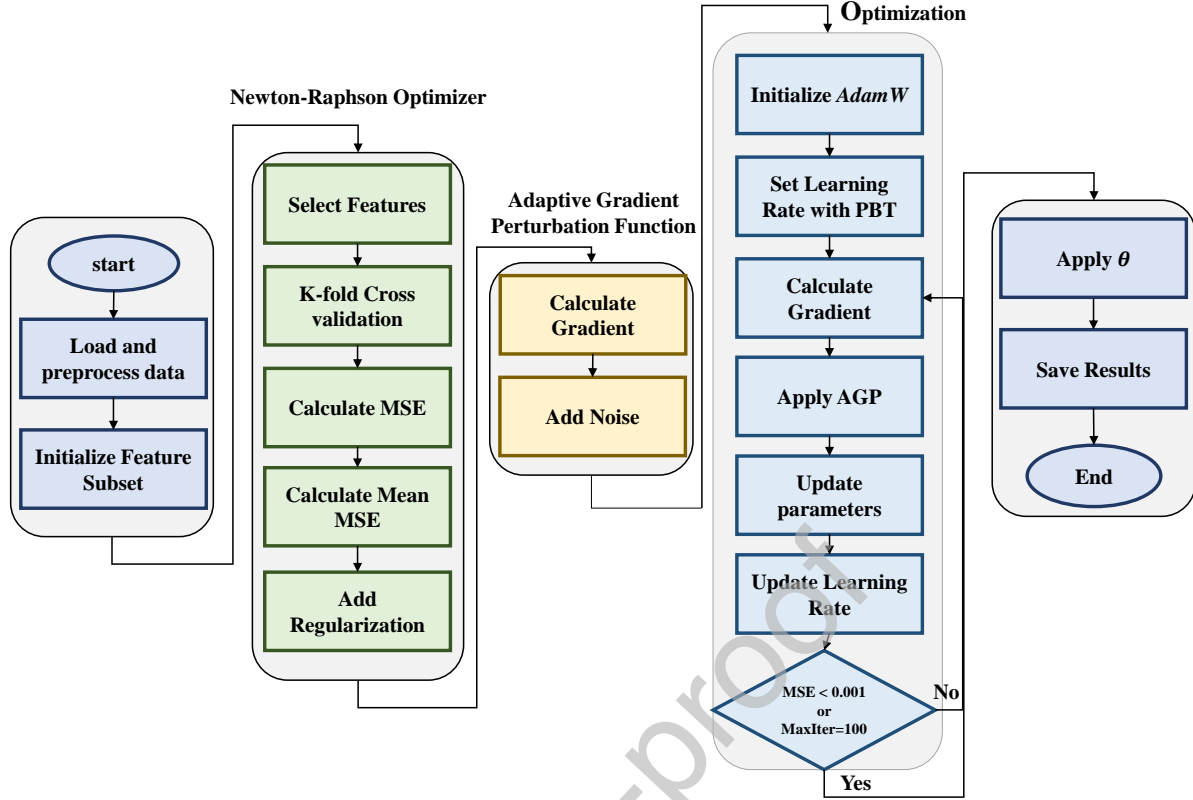 start
Load and
preprocess data
Initialize Feature
Subset
Newton-Raphson Optimizer
Select Features
K-fold Cross
validation
Calculate MSE
Calculate Mean
MSE
Add
Regularization
Adaptive Gradient
Perturbation Function
Calculate
Gradient
Add Noise
Optimization
Initialize AdamW
Set Learning
Rate with PBT
Calculate
Gradient
Apply AGP
Update
parameters
Update Learning
Rate
MSE < 0.001
or
MaxIter=100
No
Yes
Apply θ
Save Results
End